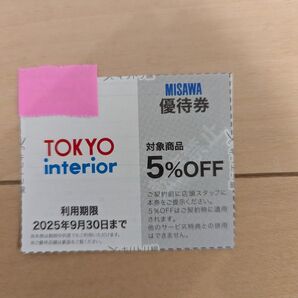 TOKYO
interior
利用期限
2025年9月30日まで
MISAWA
優待券
対象商品
5%OFF
ご契約前に店頭スタッフに
本券をご提示ください。
5%OFFはご契約時に適用
されます。
他のサービス特典との併用
はできません。